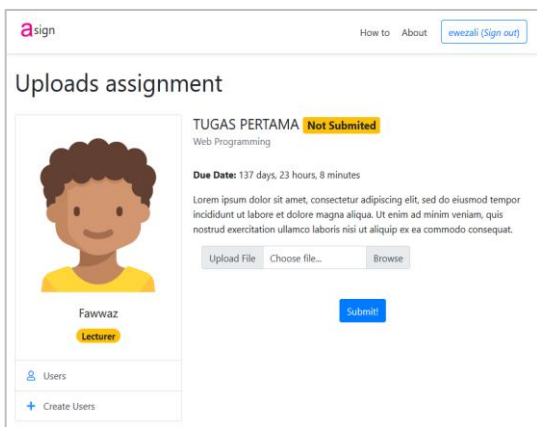 asign
How to About ewezali (Sign out)
Uploads assignment
TUGAS PERTAMA Not Submited
Web Programming
Due Date: 137 days, 23 hours, 8 minutes
Lorem ipsum dolor sit amet, consectetur adipiscing elit, sed do eiusmod tempor
incididunt ut labore et dolore magna aliqua. Ut enim ad minim veniam, quis
nostrud exercitation ullamco laboris nisi ut aliquip ex ea commodo consequat.
Upload File Choose file... Browse
Submit!
Fawwaz
Lecturer
Users
Create Users